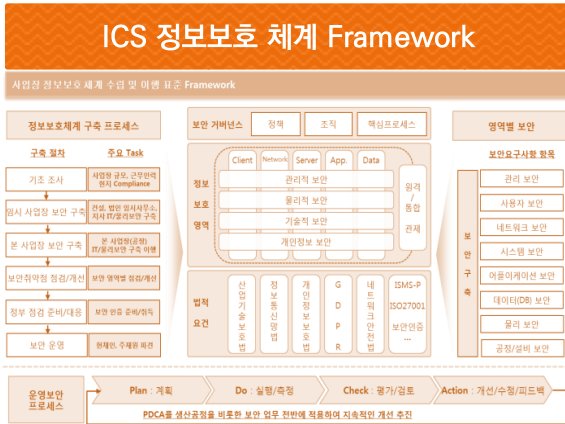 ICS 정보보호 체계 Framework
사업장 정보보호체계 수립 및 이행 표준 Framework
정보보호체계 구축 프로세스
구축 절차
주요 Task
기초 조사
사업장 규모, 근무인력
현지 Compliance
임시 사업장 보안 구축
건설, 법인 임시사무소,
지사 IT/물리보안 구축
본 사업장 보안 구축
본 사업장(공장)
IT/물리보안 구축 이행
보안취약점 점검/개선
보안 영역별 점검/개선
정부 점검 준비/대응
보안 인증 준비/취득
보안 운영
현채인, 주재원 파견
보안 거버넌스
정책
조직
핵심프로세스
정보
보호
영역
Client
Network
Server
App.
Data
관리적 보안
물리적 보안
기술적 보안
개인정보 보안
원격
/
통합
관제
법적
요건
산업기술보호법
정보통신망법
개인정보보호법
GDPR
네트워크안전법
ISMS-P
ISO27001
보안인증
...
영역별 보안
보안요구사항 항목
보안구축
관리 보안
사용자 보안
네트워크 보안
시스템 보안
어플이케이션 보안
데이터(DB) 보안
물리 보안
공정/설비 보안
운영보안
프로세스
Plan : 계획
Do : 실행/측정
Check : 평가/검토
Action : 개선/수정/피드백
PDCA를 생산공정을 비롯한 보안 업무 전반에 적용하여 지속적인 개선 추진